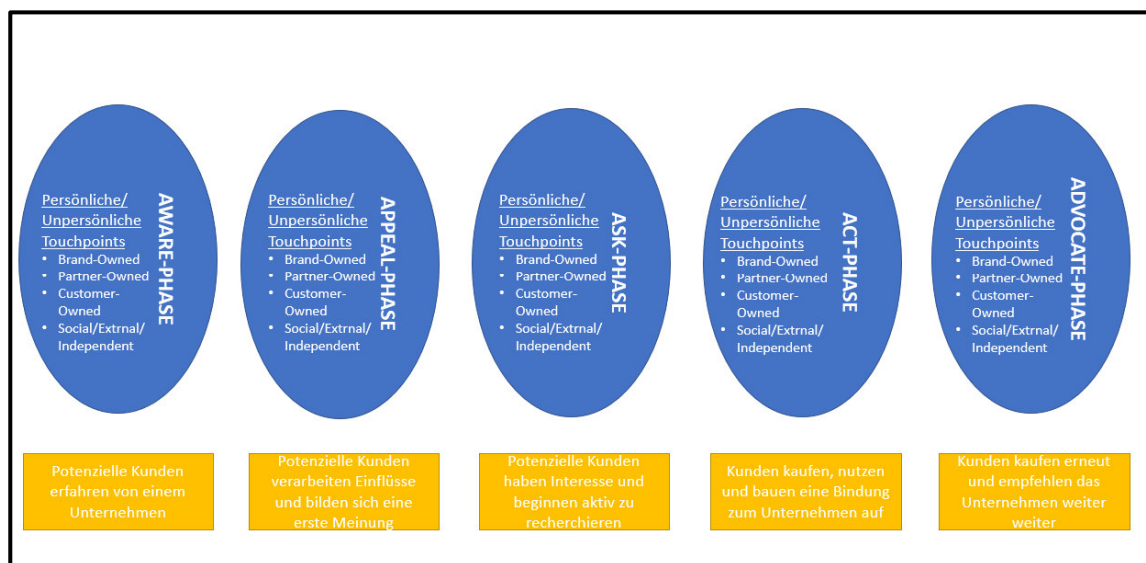 Persönliche/
Unpersönliche
Touchpoints
• Brand-Owned
• Partner-Owned
• Customer-
Owned
• Social/Extrnal/
Independent
AWARE-PHASE
Persönliche/
Unpersönliche
Touchpoints
• Brand-Owned
• Partner-Owned
• Customer-
Owned
• Social/Extrnal/
Independent
APPEAL-PHASE
Persönliche/
Unpersönliche
Touchpoints
• Brand-Owned
• Partner-Owned
• Customer-
Owned
• Social/Extrnal/
Independent
ASK-PHASE
Persönliche/
Unpersönliche
Touchpoints
• Brand-Owned
• Partner-Owned
• Customer-
Owned
• Social/Extrnal/
Independent
ACT-PHASE
Persönliche/
Unpersönliche
Touchpoints
• Brand-Owned
• Partner-Owned
• Customer-
Owned
• Social/Extrnal/
Independent
ADVOCATE-PHASE
Potenzielle Kunden
erfahren von einem
Unternehmen
Potenzielle Kunden
verarbeiten Einflüsse
und bilden sich eine
erste Meinung
Potenzielle Kunden
haben Interesse und
beginnen aktiv zu
recherchieren
Kunden kaufen, nutzen
und bauen eine Bindung
zum Unternehmen auf
Kunden kaufen erneut
und empfehlen das
Unternehmen weiter
weiter